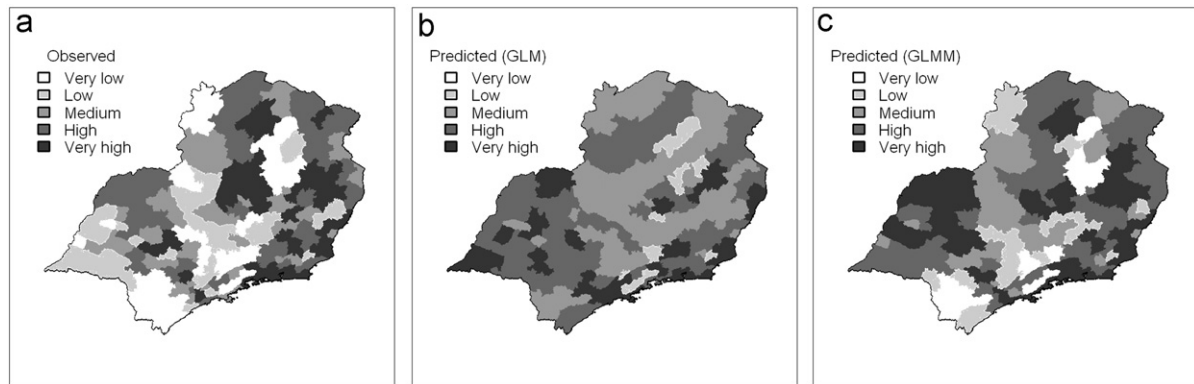 a
Observed
Very low
Low
Medium
High
Very high
b
Predicted (GLM)
Very low
Low
Medium
High
Very high
c
Predicted (GLMM)
Very low
Low
Medium
High
Very high